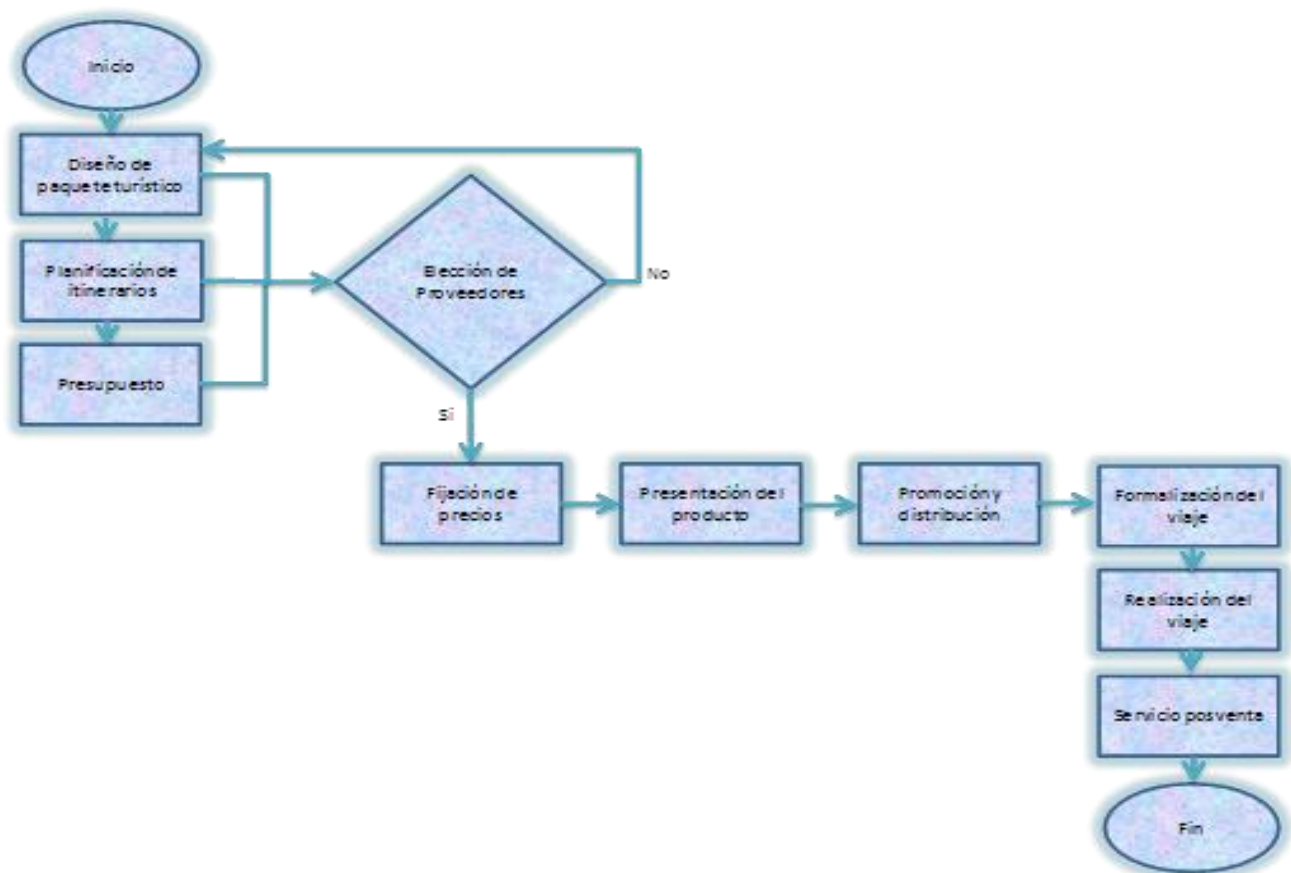 Inicio
Diseño de
paquete turístico
Planificación de
itinerarios
Presupuesto
Elección de
Proveedores
No
Si
Fijación de
precios
Presentación del
producto
Promoción y
distribución
Formalización del
viaje
Realización del
viaje
Servicio posventa
Fin